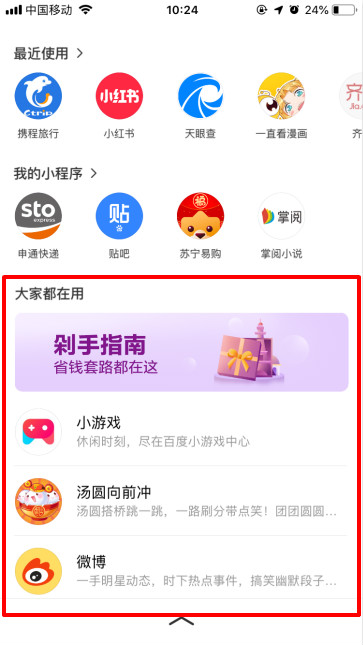 中国移动
10:24
24%
最近使用 >
Ctrip
小红书
携程旅行
小红书
天眼查
一直看漫画
齐
我的小程序 >
sto
express
贴
掌阅
申通快递
贴吧
苏宁易购
掌阅小说
大家都在用
剁手指南
省钱套路都在这
小游戏
休闲时刻，尽在百度小游戏中心
汤圆向前冲
汤圆搭桥跳一跳，一路刷分带点笑！团团圆圆...
微博
一手明星动态，时下热点事件，搞笑幽默段子...